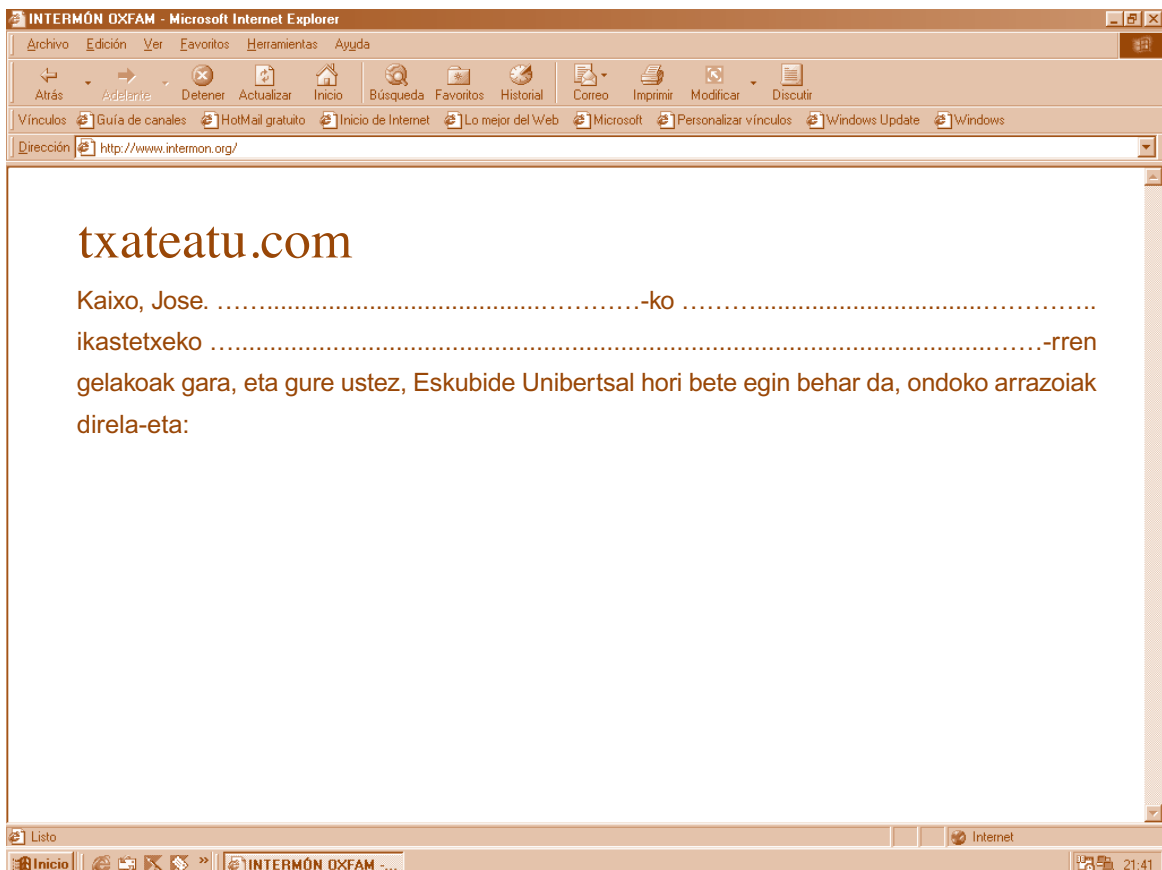 INTERMÓN OXFAM - Microsoft Internet Explorer
Archivo Edición Ver Favoritos Herramientas Ayuda
Atrás Adelante Detener Actualizar Inicio Búsqueda Favoritos Historial Correo Imprimir Modificar Discutir
Vínculos Guía de canales HotMail gratuito Inicio de Internet Lo mejor del Web Microsoft Personalizar vínculos Windows Update Windows
Dirección http://www.intermon.org/
txateatu.com
Kaixo, Jose. ……........................................…………-ko ………..................................…………..
ikastetxeko ….................................................................................................................……-rren
gelakoak gara, eta gure ustez, Eskubide Unibertsal hori bete egin behar da, ondoko arrazoiak
direla-eta:
Listo Internet
Inicio » INTERMÓN OXFAM -... 21:41